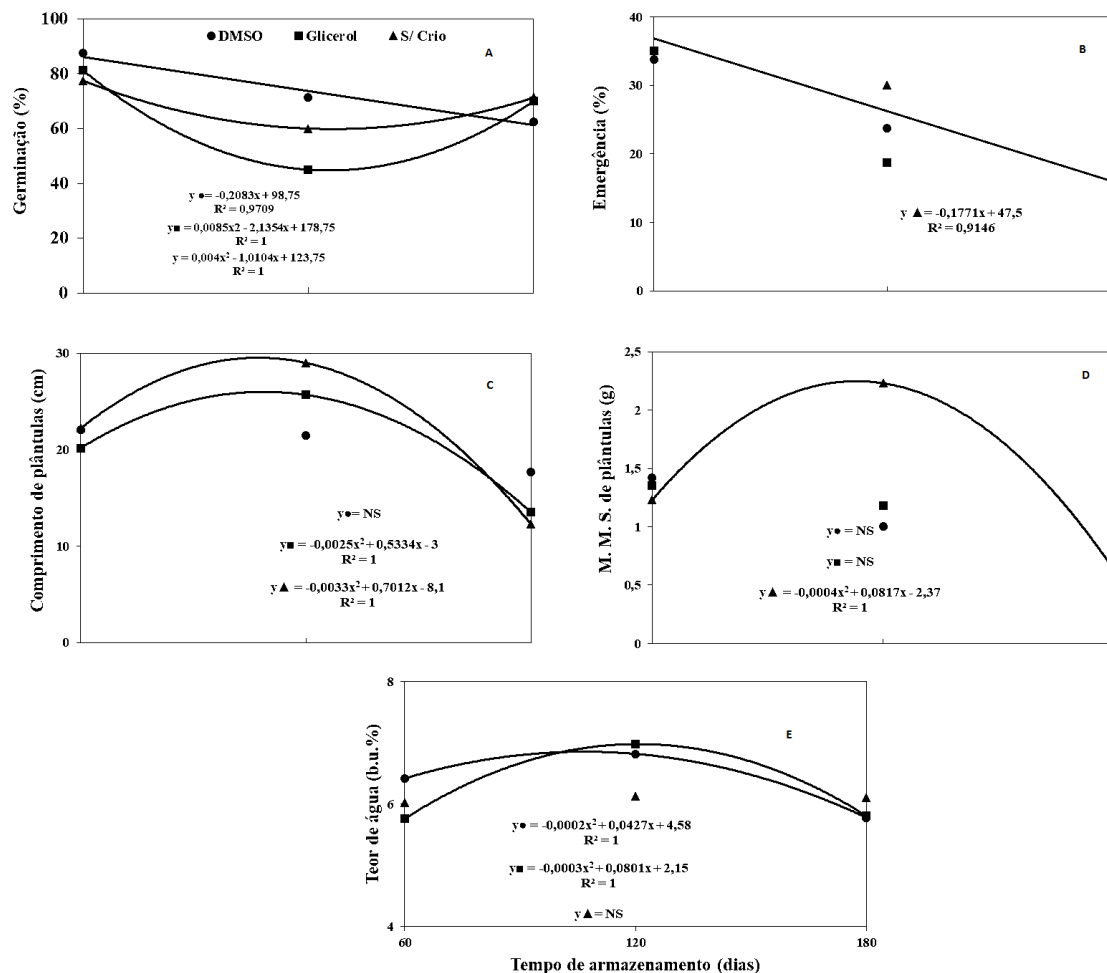 100
80
60
40
20
0
Germinação (%)
● DMSO ■ Glicerol ▲ S/ Crio
A
y ● = -0,2083x + 98,75
R² = 0,9709
y■ = 0,0085x2 - 2,1354x + 178,75
R² = 1
y = 0,004x² - 1,0104x + 123,75
R² = 1
40
30
20
10
0
Emergência (%)
B
y ▲ = -0,1771x + 47,5
R² = 0,9146
30
20
10
0
Comprimento de plântulas (cm)
C
y● = NS
y■ = -0,0025x² + 0,5334x - 3
R² = 1
y▲ = -0,0033x² + 0,7012x - 8,1
R² = 1
2,5
2
1,5
1
0,5
0
M. M. S. de plântulas (g)
D
y● = NS
y■ = NS
y▲ = -0,0004x² + 0,0817x - 2,37
R² = 1
8
6
4
Teor de água (b.u.%)
E
y● = -0,0002x² + 0,0427x + 4,58
R² = 1
y■ = -0,0003x² + 0,0801x + 2,15
R² = 1
y▲ = NS
60 120 180
Tempo de armazenamento (dias)